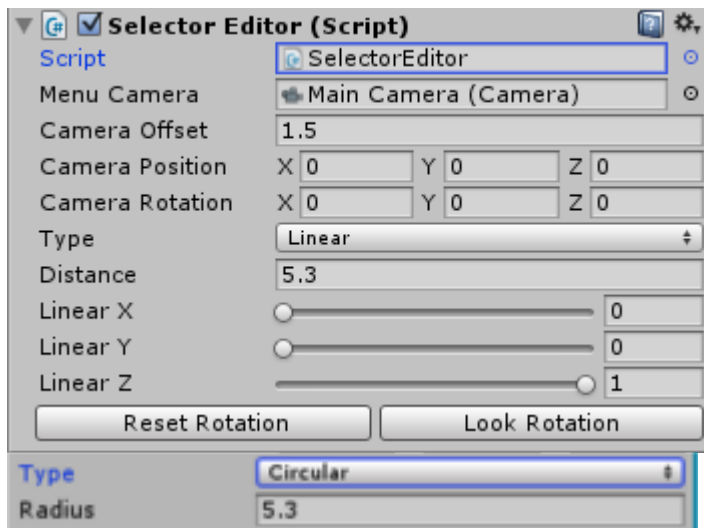 Selector Editor (Script)
Script SelectorEditor
Menu Camera Main Camera (Camera)
Camera Offset 1.5
Camera Position X 0 Y 0 Z 0
Camera Rotation X 0 Y 0 Z 0
Type Linear
Distance 5.3
Linear X 0
Linear Y 0
Linear Z 1
Reset Rotation Look Rotation
Type Circular
Radius 5.3